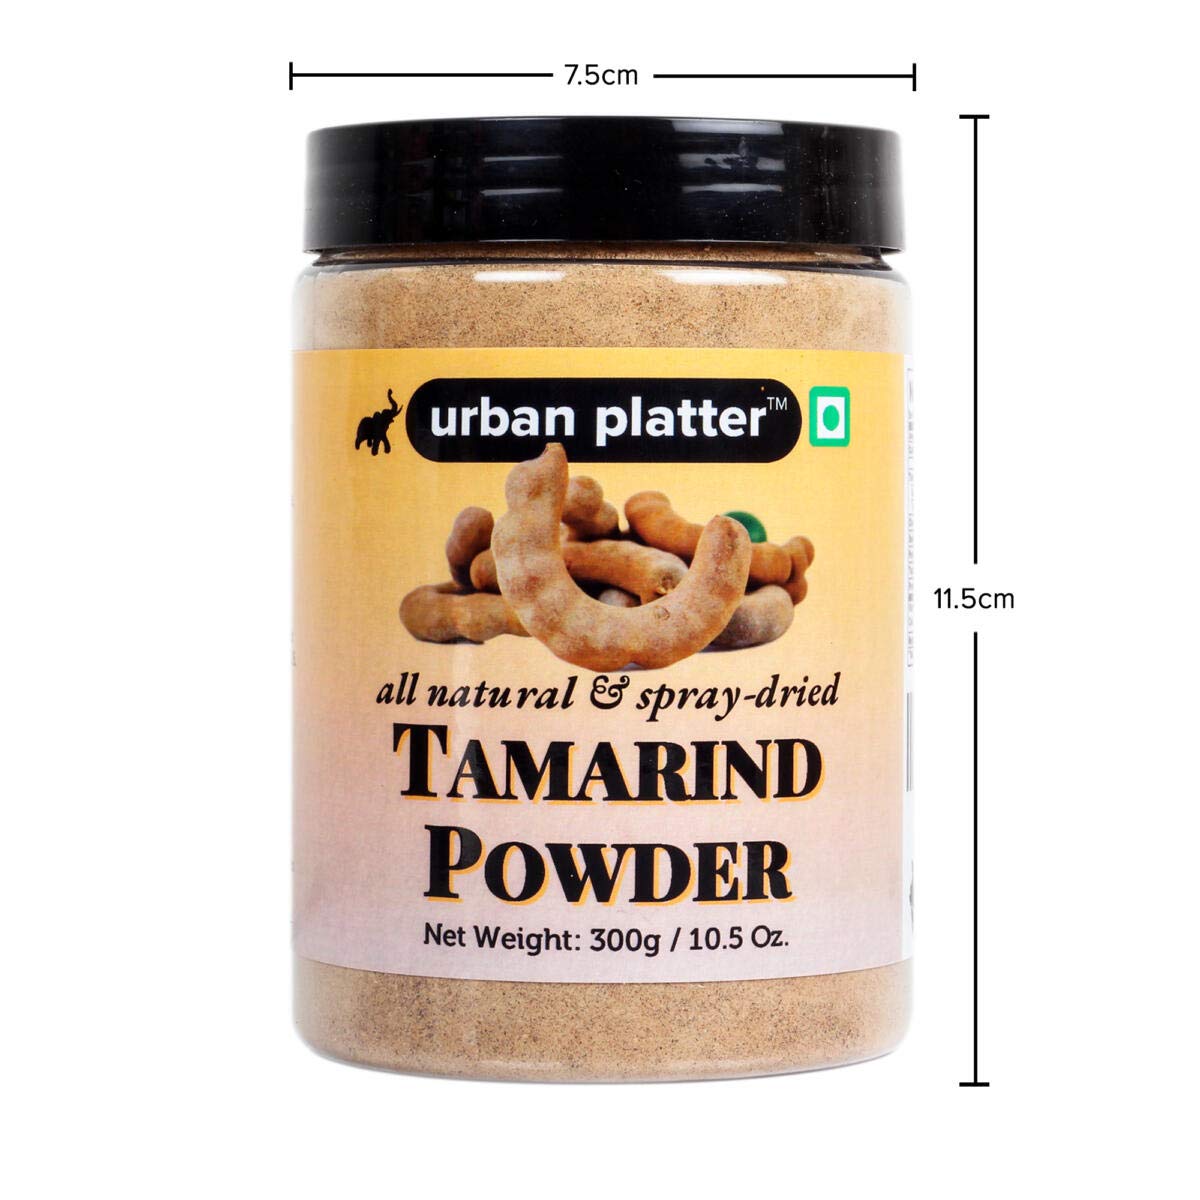 7.5cm
urban platter™
11.5cm
all natural & spray-dried
TAMARIND
POWDER
Net Weight: 300g / 10.5 Oz.